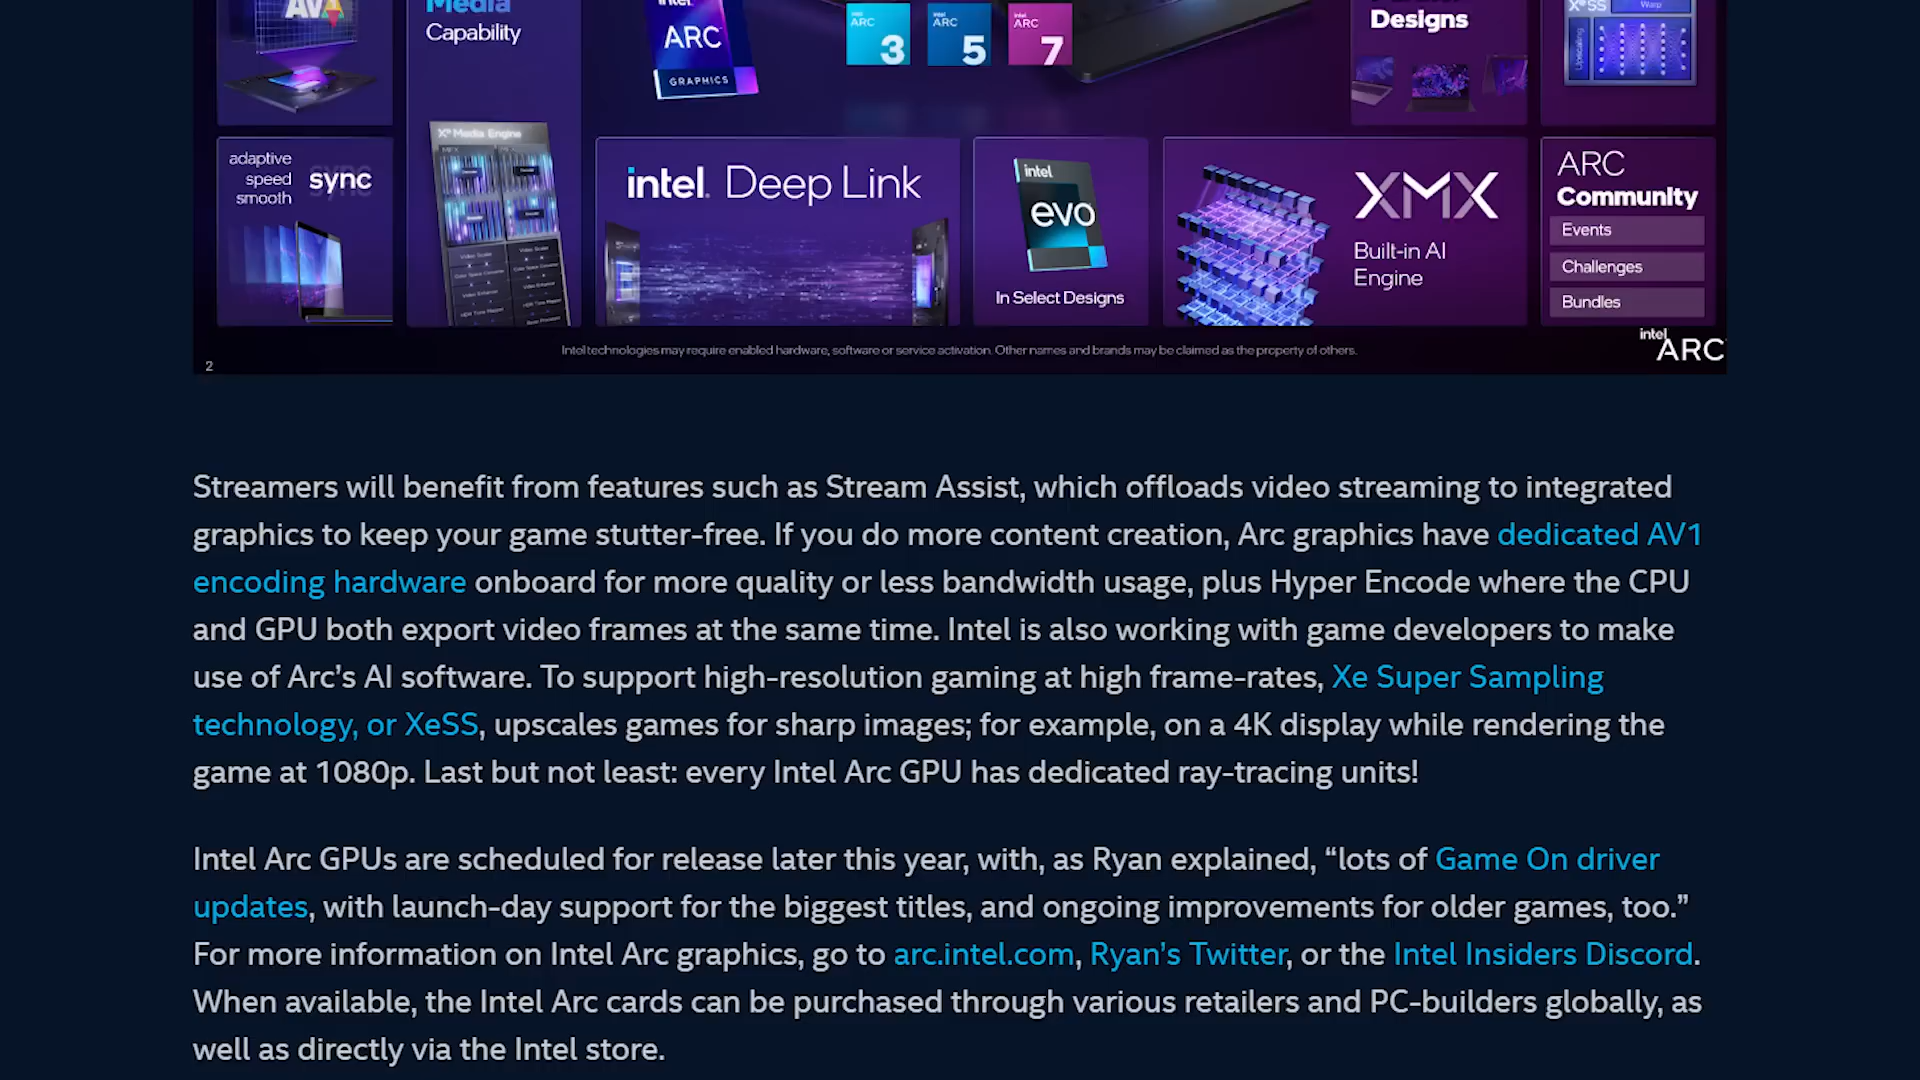 AV1
Media
Capability
intel
ARC
GRAPHICS
intel
ARC
3
intel
ARC
5
intel
ARC
7
Designs
XeSS
Warp
Upscaling
adaptive
speed
smooth
sync
Xe Media Engine
intel. Deep Link
intel
evo
In Select Designs
XMX
Built-in AI
Engine
ARC
Community
Events
Challenges
Bundles
Intel technologies may require enabled hardware, software or service activation. Other names and brands may be claimed as the property of others.
intel
ARC
2
Streamers will benefit from features such as Stream Assist, which offloads video streaming to integrated
graphics to keep your game stutter-free. If you do more content creation, Arc graphics have dedicated AV1
encoding hardware onboard for more quality or less bandwidth usage, plus Hyper Encode where the CPU
and GPU both export video frames at the same time. Intel is also working with game developers to make
use of Arc’s AI software. To support high-resolution gaming at high frame-rates, Xe Super Sampling
technology, or XeSS, upscales games for sharp images; for example, on a 4K display while rendering the
game at 1080p. Last but not least: every Intel Arc GPU has dedicated ray-tracing units!
Intel Arc GPUs are scheduled for release later this year, with, as Ryan explained, “lots of Game On driver
updates, with launch-day support for the biggest titles, and ongoing improvements for older games, too.”
For more information on Intel Arc graphics, go to arc.intel.com, Ryan’s Twitter, or the Intel Insiders Discord.
When available, the Intel Arc cards can be purchased through various retailers and PC-builders globally, as
well as directly via the Intel store.